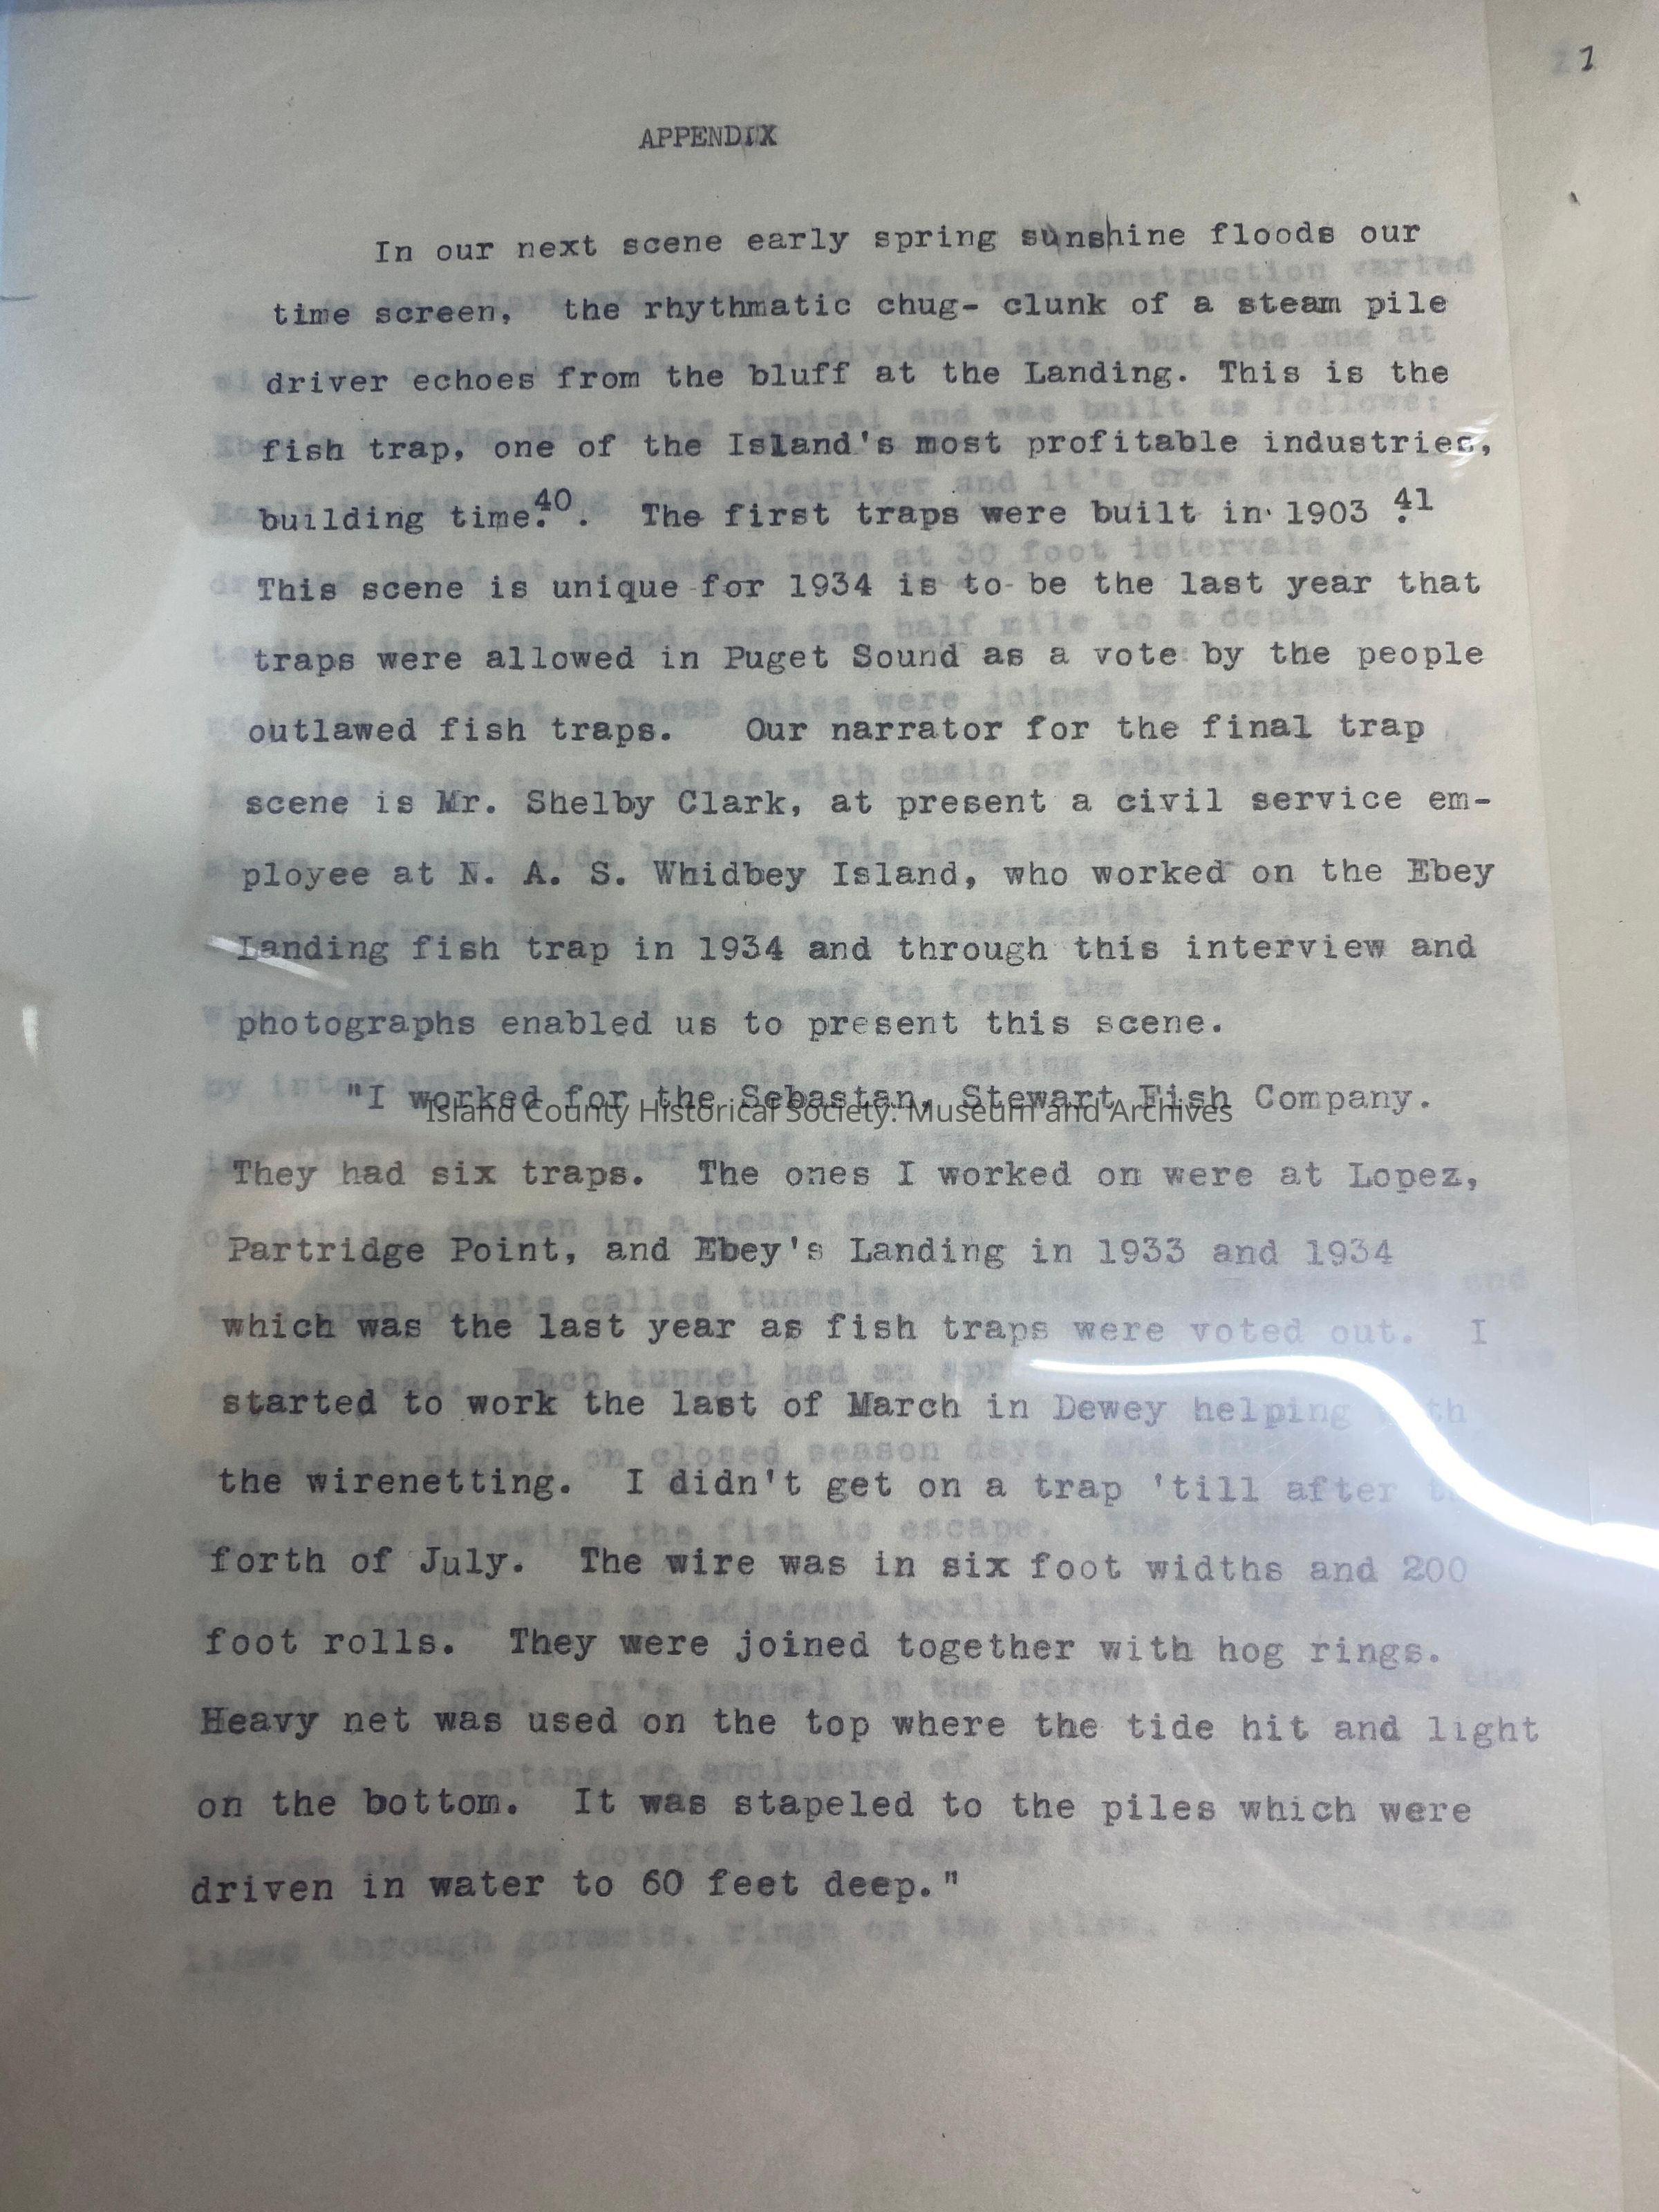 APPENDIX
In our next scene early spring sunshine floods our
time screen, the rhythmatic chug- clunk of a steam pile
driver echoes from the bluff at the Landing. This is the
fish trap, one of the Island's most profitable industries,
building time.40. The first traps were built in 1903 .41
This scene is unique for 1934 is to be the last year that
traps were allowed in Puget Sound as a vote by the people
outlawed fish traps. Our narrator for the final trap
scene is Mr. Shelby Clark, at present a civil service em-
ployee at N. A. S. Whidbey Island, who worked on the Ebey
Landing fish trap in 1934 and through this interview and
photographs enabled us to present this scene.
"I worked for the Sebastan, Stewart Fish Company.
Island County Historical Society: Museum and Archives
They had six traps. The ones I worked on were at Lopez,
Partridge Point, and Ebey's Landing in 1933 and 1934
which was the last year as fish traps were voted out. I
started to work the last of March in Dewey helping
the wirenetting. I didn't get on a trap 'till after
forth of July. The wire was in six foot widths and 200
foot rolls. They were joined together with hog rings.
Heavy net was used on the top where the tide hit and light
on the bottom. It was stapeled to the piles which were
driven in water to 60 feet deep."